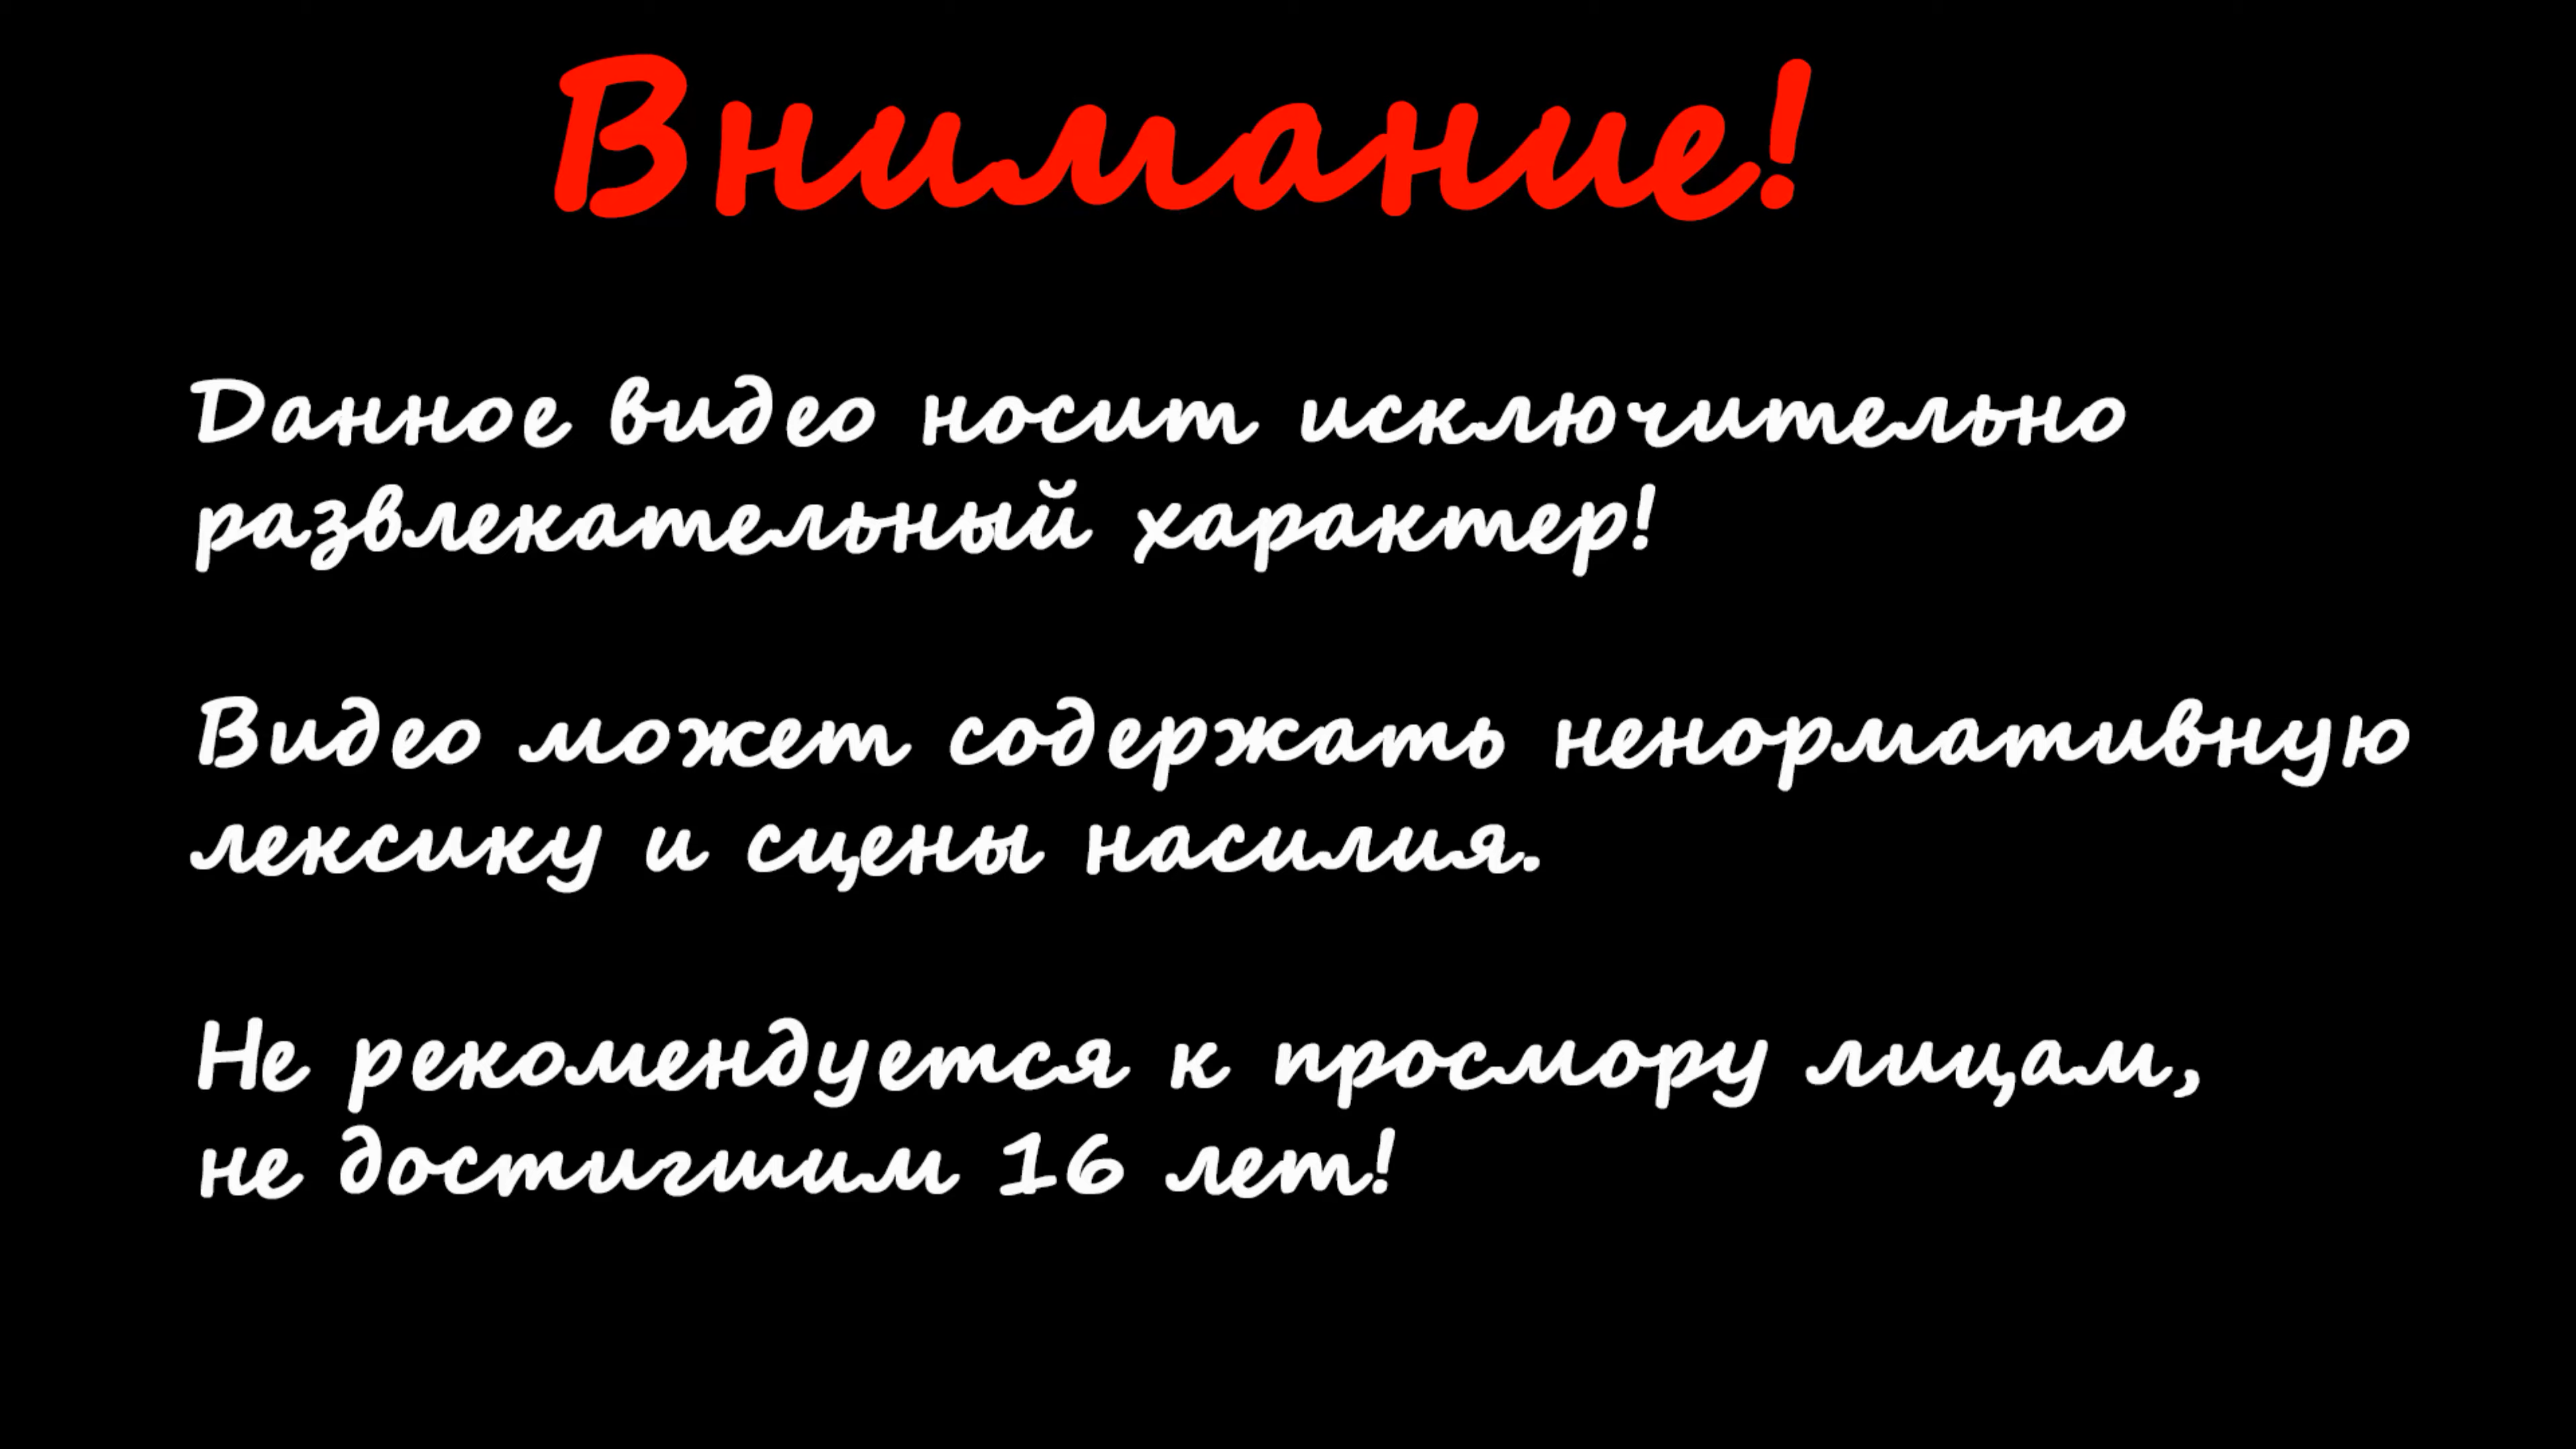 Внимание!
Данное видео носит исключительно
развлекательный характер!
Видео может содержать ненормативную
лексику и сцены насилия.
Не рекомендуется к просмору лицам,
не достигшим 16 лет!